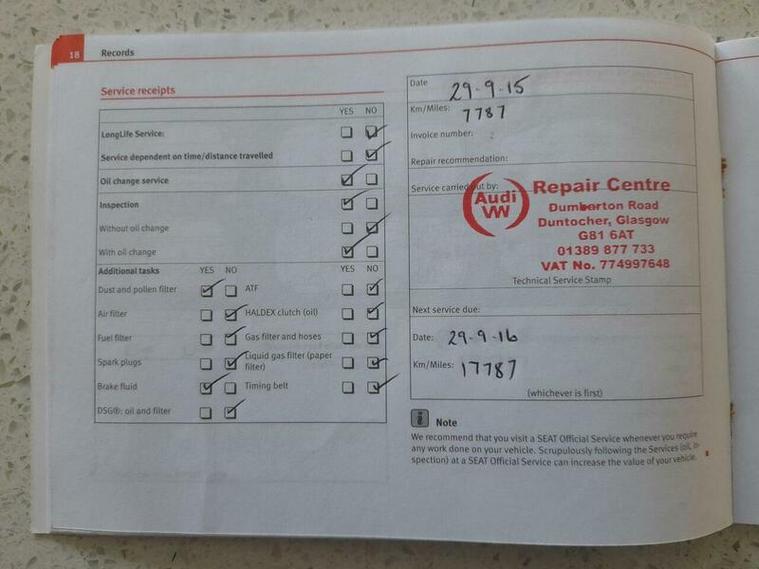 18 Records
Service receipts
YES NO
LongLife Service:
Service dependent on time/distance travelled
Oil change service
Inspection
Without oil change
With oil change
Additional tasks YES NO YES NO
Dust and pollen filter ATF
Air filter HALDEX clutch (oil)
Fuel filter Gas filter and hoses
Spark plugs Liquid gas filter (paper
filter)
Brake fluid Timing belt
DSG®: oil and filter
Date 29-9-15
Km/Miles: 7787
Invoice number:
Repair recommendation:
Service carried out by:
Audi
VW
Repair Centre
Dumbarton Road
Duntocher, Glasgow
G81 6AT
01389 877 733
VAT No. 774997648
Technical Service Stamp
Next service due:
Date: 29-9-16
Km/Miles: 17787
(whichever is first)
i Note
We recommend that you visit a SEAT Official Service whenever you require
any work done on your vehicle. Scrupulously following the Services (oil, in-
spection) at a SEAT Official Service can increase the value of your vehicle.